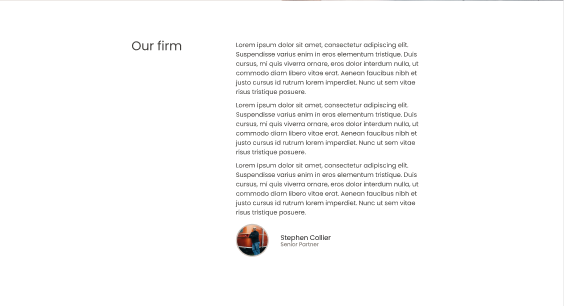 Our firm
Lorem ipsum dolor sit amet, consectetur adipiscing elit.
Suspendisse varius enim in eros elementum tristique. Duis
cursus, mi quis viverra ornare, eros dolor interdum nulla, ut
commodo diam libero vitae erat. Aenean faucibus nibh et
justo cursus id rutrum lorem imperdiet. Nunc ut sem vitae
risus tristique posuere.
Lorem ipsum dolor sit amet, consectetur adipiscing elit.
Suspendisse varius enim in eros elementum tristique. Duis
cursus, mi quis viverra ornare, eros dolor interdum nulla, ut
commodo diam libero vitae erat. Aenean faucibus nibh et
justo cursus id rutrum lorem imperdiet. Nunc ut sem vitae
risus tristique posuere.
Lorem ipsum dolor sit amet, consectetur adipiscing elit.
Suspendisse varius enim in eros elementum tristique. Duis
cursus, mi quis viverra ornare, eros dolor interdum nulla, ut
commodo diam libero vitae erat. Aenean faucibus nibh et
justo cursus id rutrum lorem imperdiet. Nunc ut sem vitae
risus tristique posuere.
Stephen Collier
Senior Partner